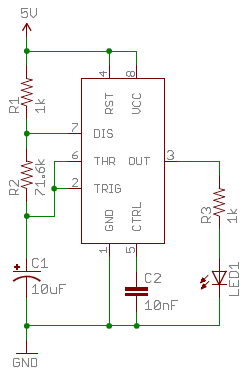 5V
4
8
R1
1k
RST
VCC
7
DIS
R2
71.6k
6
THR
OUT
3
2
TRIG
R3
1k
GND
CTRL
1
5
C1
10uF
C2
10nF
LED1
GND